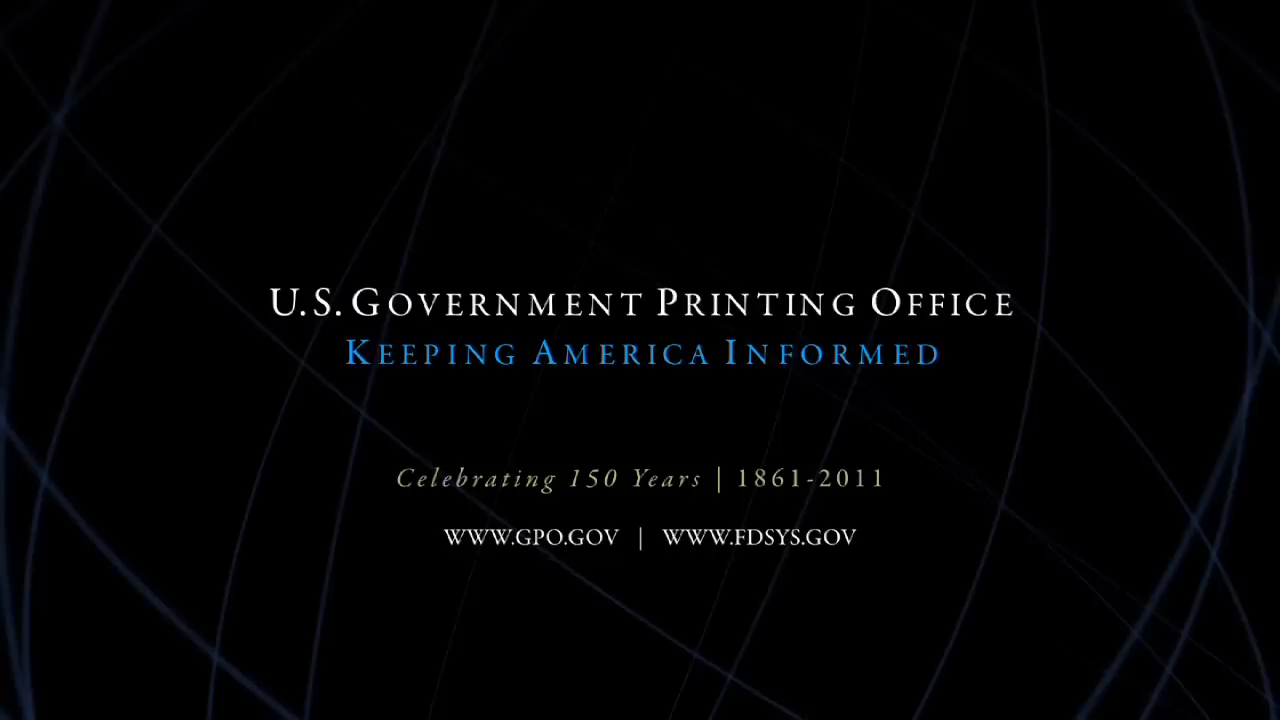 U.S. GOVERNMENT PRINTING OFFICE
KEEPING AMERICA INFORMED
Celebrating 150 Years | 1861-2011
WWW.GPO.GOV | WWW.FDSYS.GOV